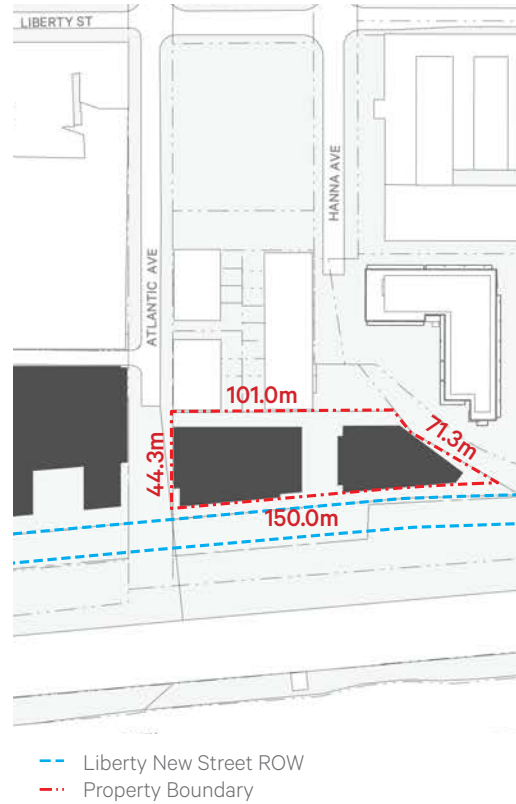 LIBERTY ST
HANNA AVE
ATLANTIC AVE
101.0m
71.3m
44.3m
150.0m
Liberty New Street ROW
Property Boundary